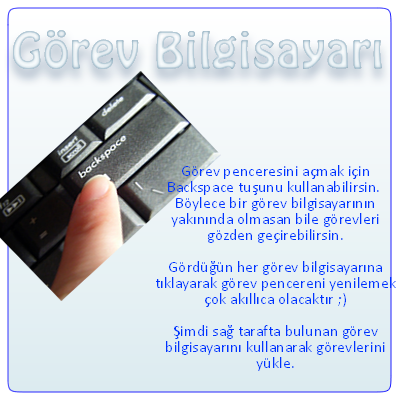 Görev Bilgisayarı
delete
insert
backspace
Görev penceresini açmak için
Backspace tuşunu kullanabilirsin.
Böylece bir görev bilgisayarının
yakınında olmasan bile görevleri
gözden geçirebilirsin.
Gördüğün her görev bilgisayarına
tıklayarak görev pencereni yenilemek
çok akıllıca olacaktır ;)
Şimdi sağ tarafta bulunan görev
bilgisayarını kullanarak görevlerini
yükle.